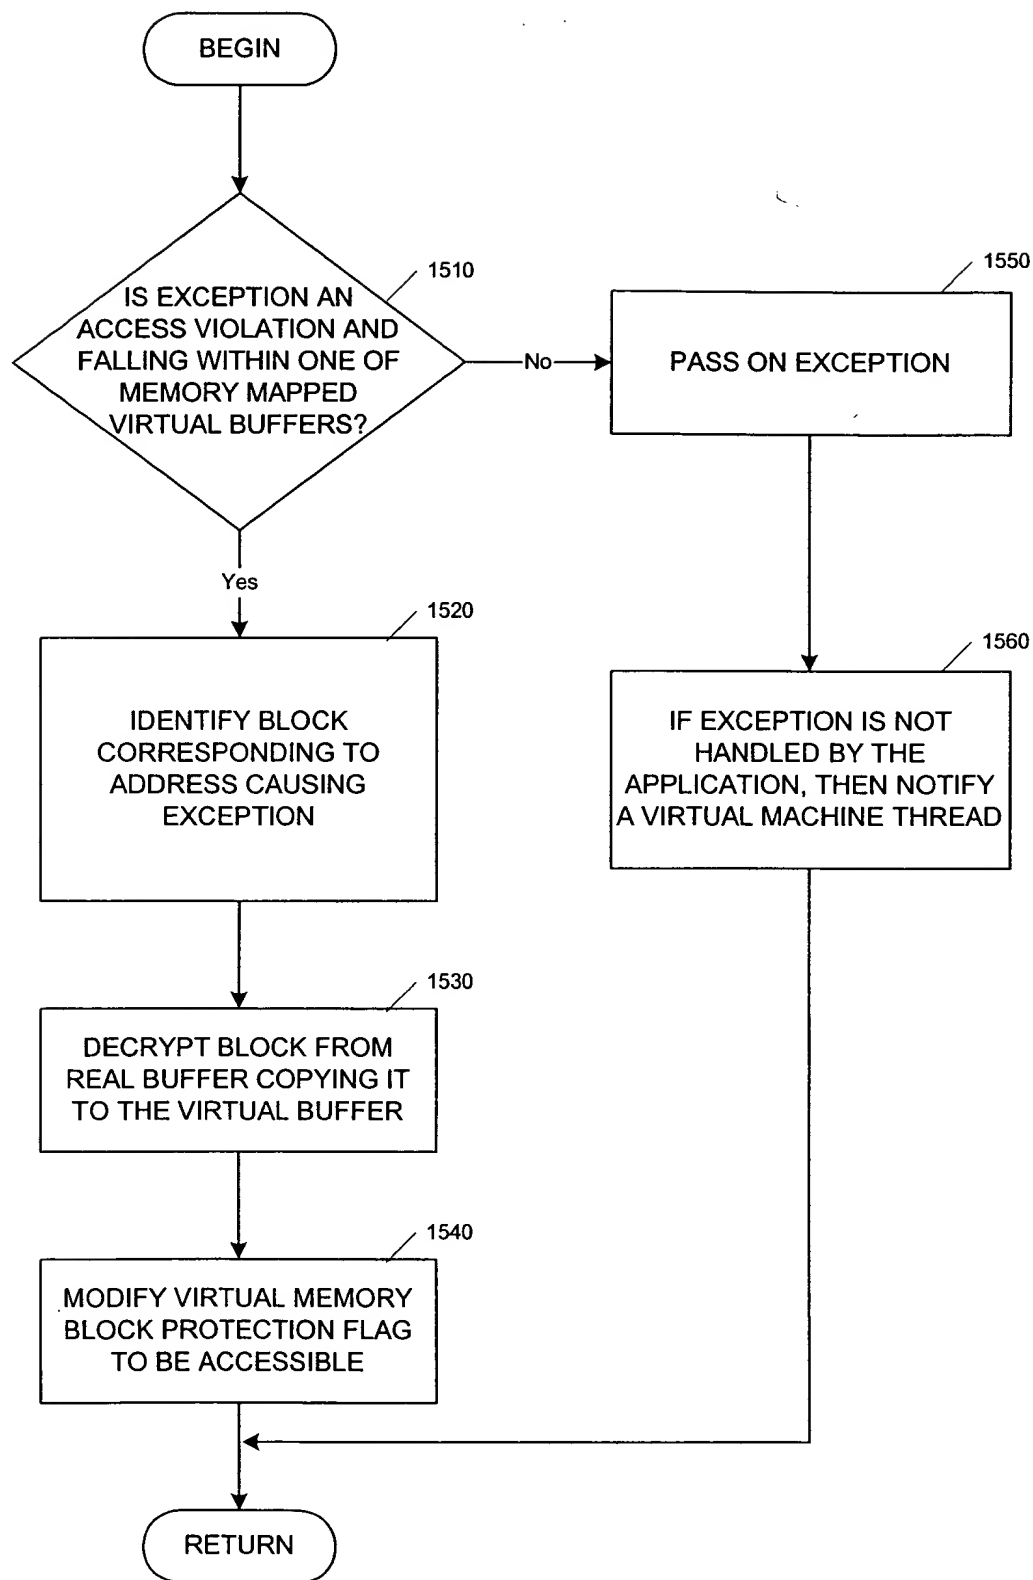 BEGIN
1510
IS EXCEPTION AN
ACCESS VIOLATION AND
FALLING WITHIN ONE OF
MEMORY MAPPED
VIRTUAL BUFFERS?
No
1550
PASS ON EXCEPTION
Yes
1520
IDENTIFY BLOCK
CORRESPONDING TO
ADDRESS CAUSING
EXCEPTION
1560
IF EXCEPTION IS NOT
HANDLED BY THE
APPLICATION, THEN NOTIFY
A VIRTUAL MACHINE THREAD
1530
DECRYPT BLOCK FROM
REAL BUFFER COPYING IT
TO THE VIRTUAL BUFFER
1540
MODIFY VIRTUAL MEMORY
BLOCK PROTECTION FLAG
TO BE ACCESSIBLE
RETURN